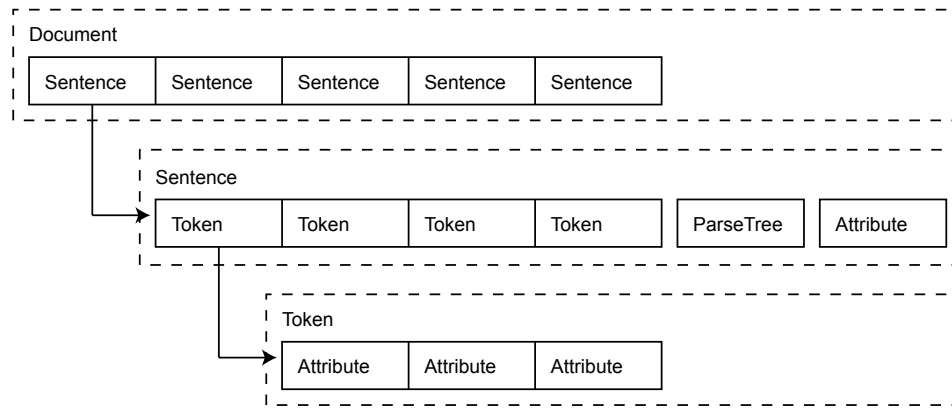 Document
Sentence Sentence Sentence Sentence Sentence
Sentence
Token Token Token Token ParseTree Attribute
Token
Attribute Attribute Attribute